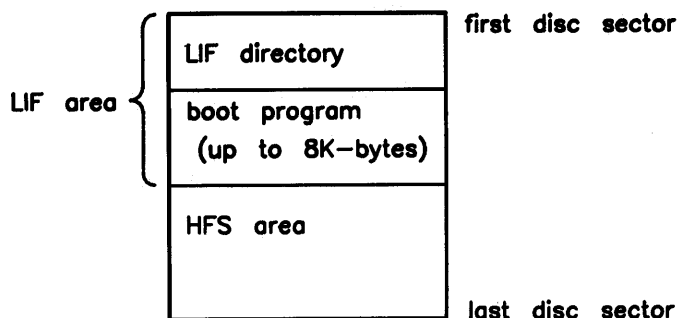 first disc sector
LIF directory
LIF area
boot program
(up to 8K-bytes)
HFS area
last disc sector